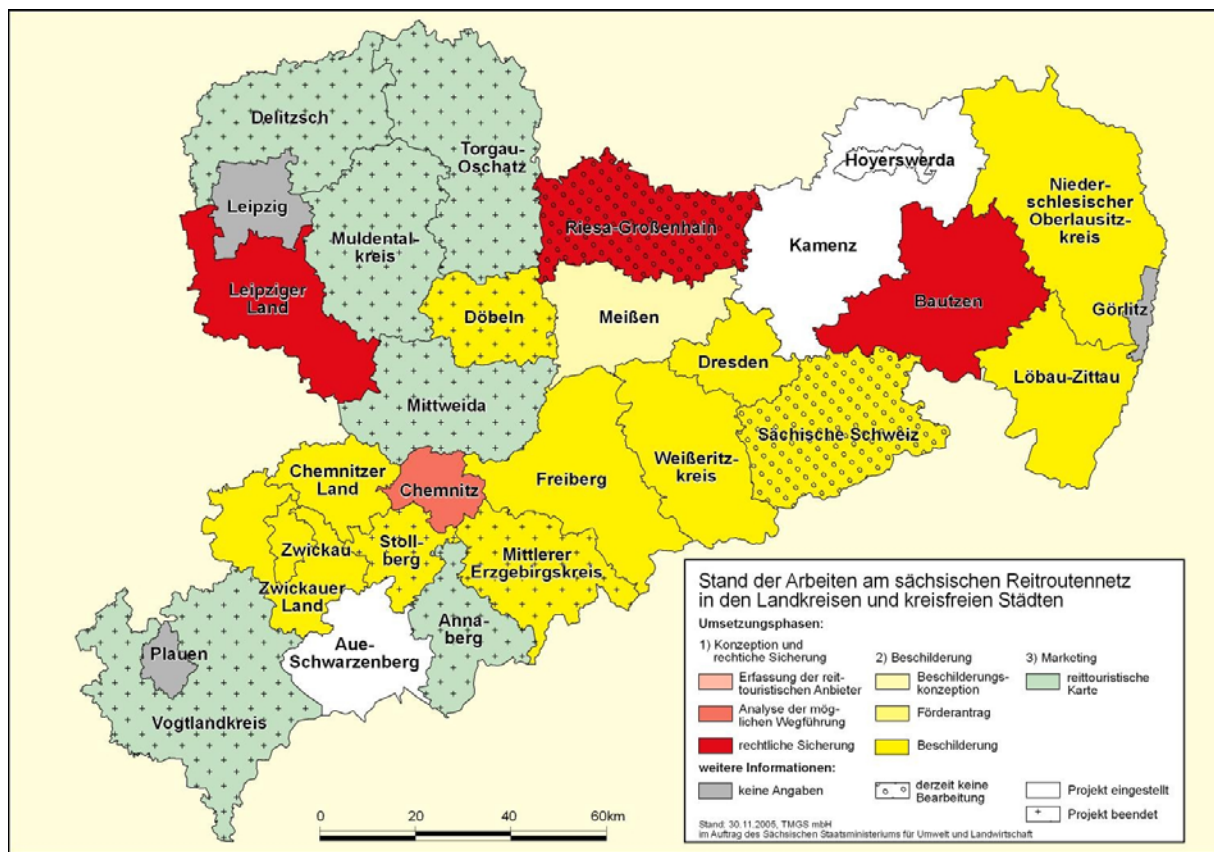 Delitzsch
Torgau-
Oschatz
Leipzig
Muldental-
kreis
Leipziger
Land
Riesa-Großenhain
Hoyerswerda
Kamenz
Nieder-
schlesischer
Oberlausitz-
kreis
Bautzen
Görlitz
Döbeln
Meißen
Dresden
Löbau-Zittau
Mittweida
Sächsische Schweiz
Weißeritz-
kreis
Freiberg
Chemnitzer
Land
Chemnitz
Zwickau
Stoll-
berg
Mittlerer
Erzgebirgskreis
Zwickauer
Land
Anna-
berg
Aue-
Schwarzenberg
Plauen
Vogtlandkreis
0 20 40 60km
Stand der Arbeiten am sächsischen Reitroutennetz
in den Landkreisen und kreisfreien Städten
Umsetzungsphasen:
1) Konzeption und
rechtiche Sicherung
2) Beschilderung
3) Marketing
Erfassung der reit-
touristischen Anbieter
Beschilderungs-
konzeption
reittouristische
Karte
Analyse der mög-
lichen Wegführung
Förderantrag
rechtliche Sicherung
Beschilderung
weitere Informationen:
keine Angaben
derzeit keine
Bearbeitung
Projekt eingestellt
Projekt beendet
Stand: 30.11.2005, TMGS mbH
im Auftrag des Sächsischen Staatsministeriums für Umwelt und Landwirtschaft